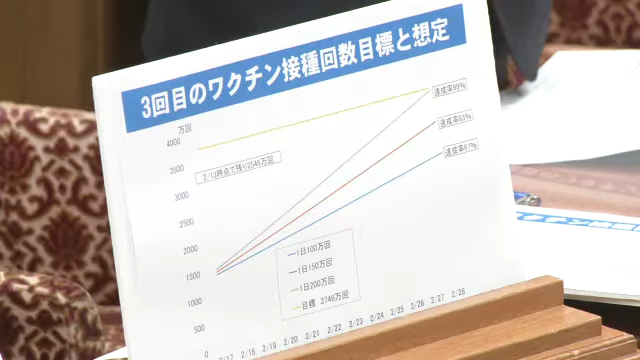 3回目のワクチン接種回数目標と想定
万回
4000
3500
3000
2500
2000
1500
1000
500
0
2/13時点で残り2546万回
達成率99%
達成率83%
達成率67%
1日100万回
1日150万回
1日200万回
目標 3746万回
2/17 2/18 2/19 2/20 2/21 2/22 2/23 2/24 2/25 2/26 2/27 2/28